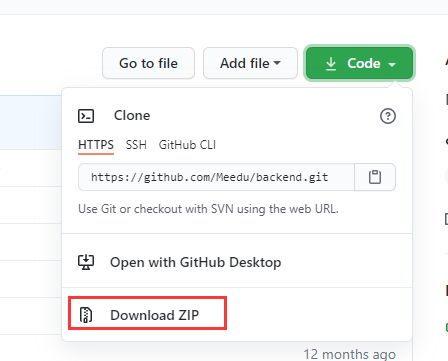 Go to file Add file Code
Clone
HTTPS SSH GitHub CLI
https://github.com/Meedu/backend.git
Use Git or checkout with SVN using the web URL.
Open with GitHub Desktop
Download ZIP
12 months ago